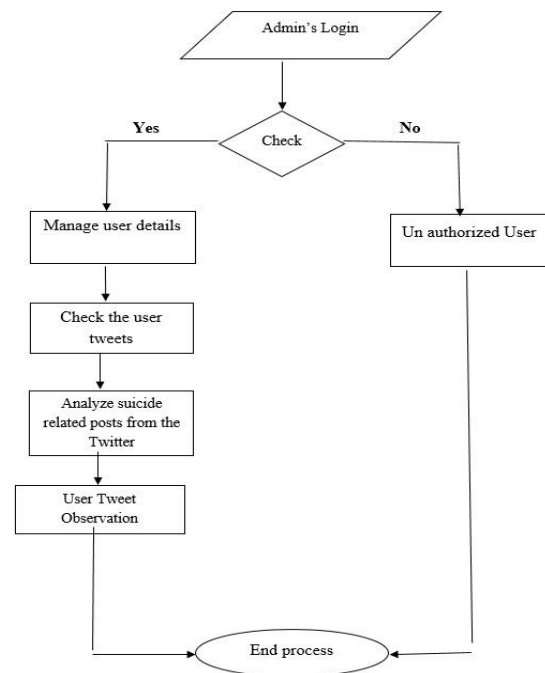 Admin's Login
Yes
Check
No
Manage user details
Un authorized User
Check the user
tweets
Analyze suicide
related posts from the
Twitter
User Tweet
Observation
End process